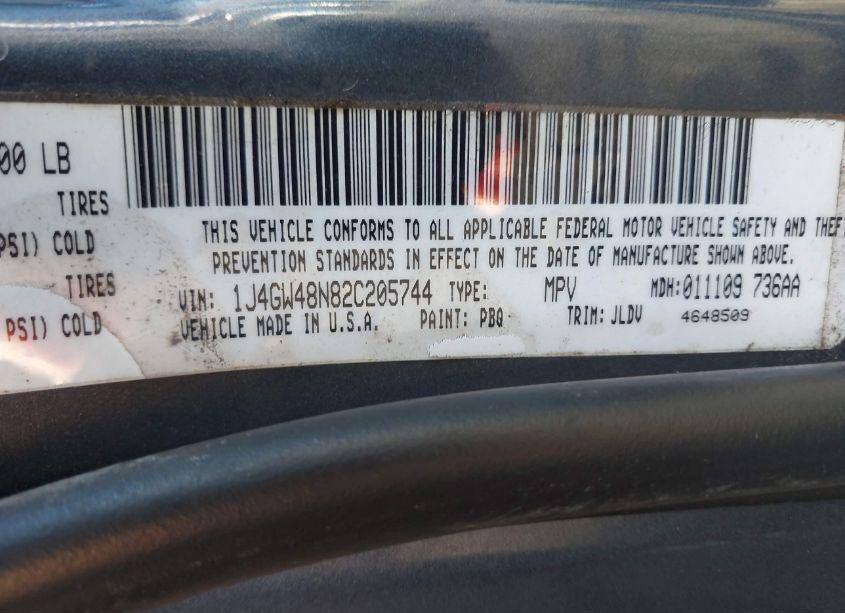 00 LB
TIRES
PSI) COLD
TIRES
PSI) COLD
THIS VEHICLE CONFORMS TO ALL APPLICABLE FEDERAL MOTOR VEHICLE SAFETY AND THEF
PREVENTION STANDARDS IN EFFECT ON THE DATE OF MANUFACTURE SHOWN ABOVE.
VIN: 1J4GW48N82C205744 TYPE: MPV MDH:011109 736AA
VEHICLE MADE IN U.S.A. PAINT: PBQ TRIM: JLDV 4648509